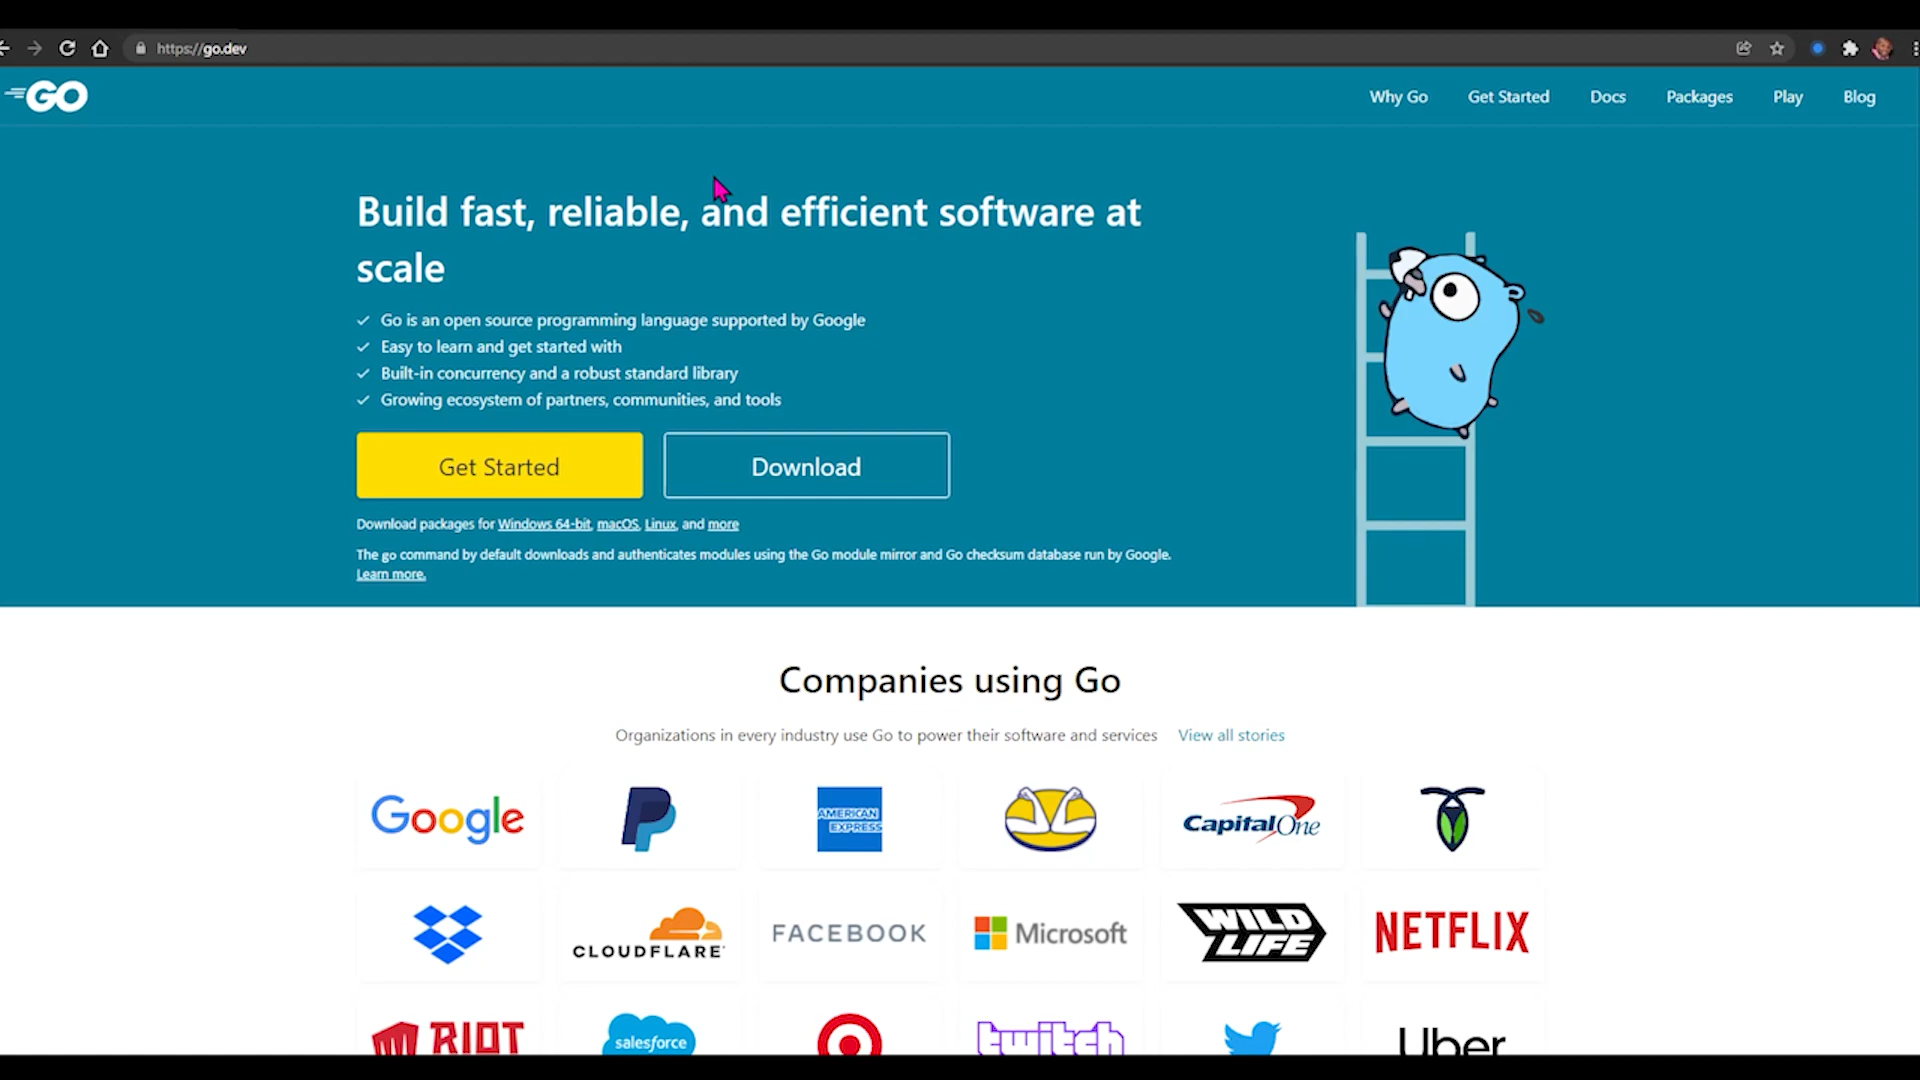 https://go.dev
GO
Why Go
Get Started
Docs
Packages
Play
Blog
Build fast, reliable, and efficient software at
scale
Go is an open source programming language supported by Google
Easy to learn and get started with
Built-in concurrency and a robust standard library
Growing ecosystem of partners, communities, and tools
Get Started
Download
Download packages for Windows 64-bit, macOS, Linux, and more
The go command by default downloads and authenticates modules using the Go module mirror and Go checksum database run by Google.
Learn more.
Companies using Go
Organizations in every industry use Go to power their software and services View all stories
Google
AMERICAN
EXPRESS
CapitalOne
CLOUDFLARE
FACEBOOK
Microsoft
WILD
LIFE
NETFLIX
RIOT
salesforce
twitch
Uber